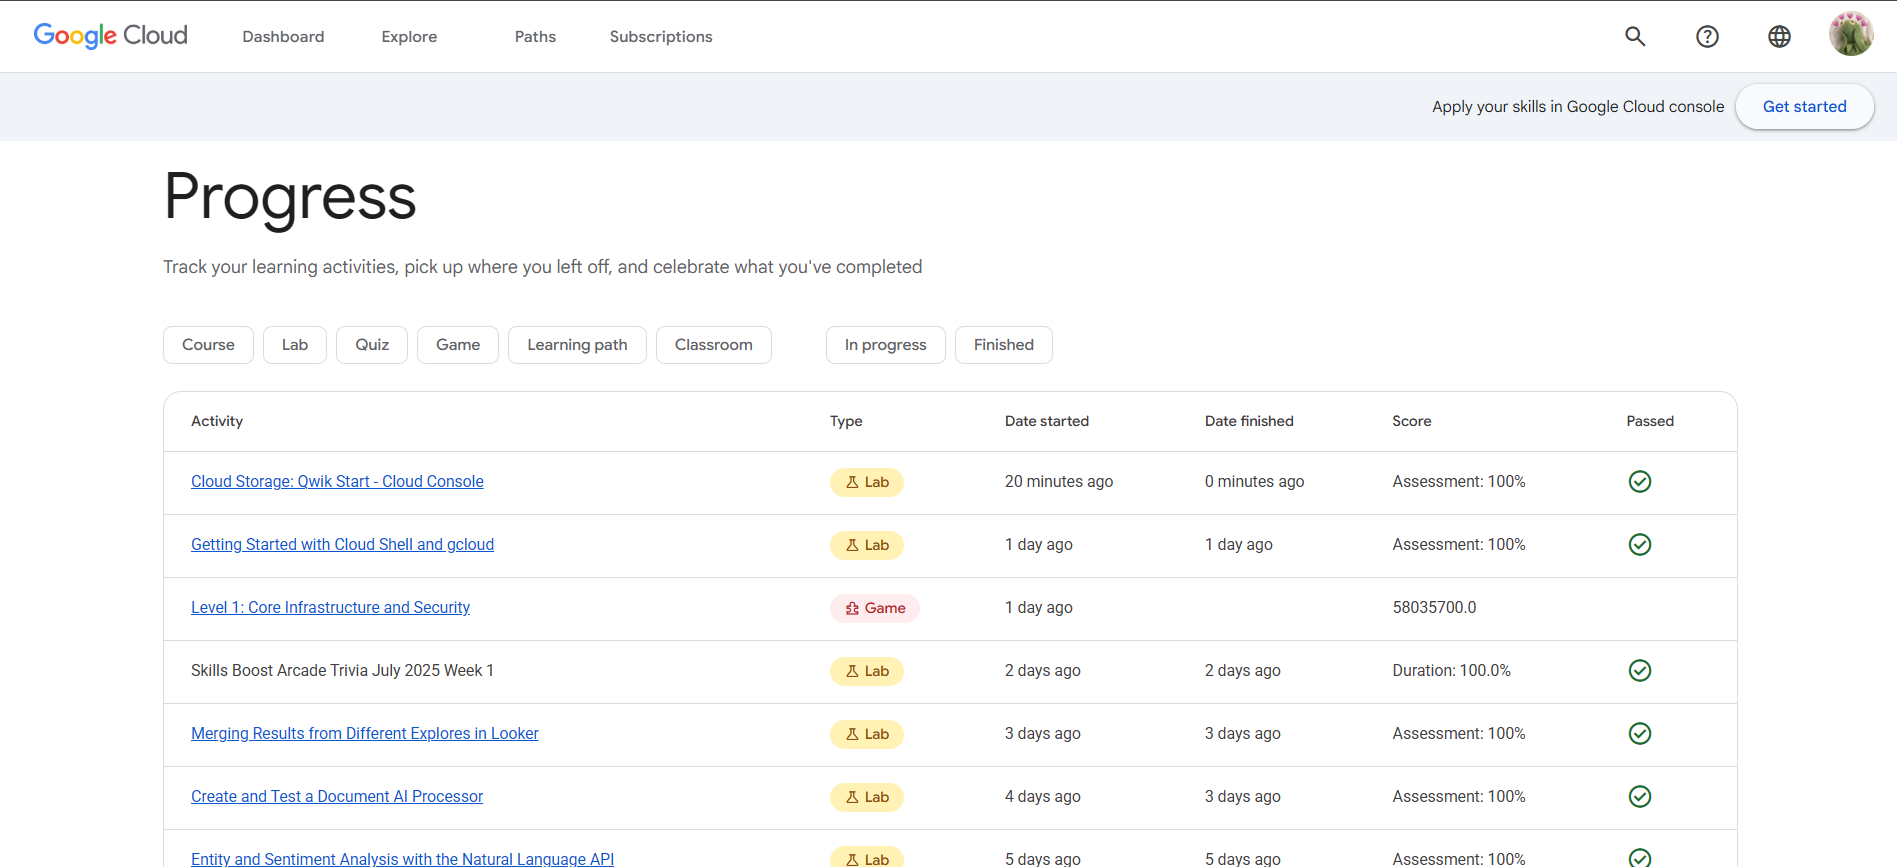 Google Cloud Dashboard Explore Paths Subscriptions
Apply your skills in Google Cloud console Get started
Progress
Track your learning activities, pick up where you left off, and celebrate what you've completed
Course Lab Quiz Game Learning path Classroom In progress Finished
Activity Type Date started Date finished Score Passed
Cloud Storage: Qwik Start - Cloud Console Lab 20 minutes ago 0 minutes ago Assessment: 100%
Getting Started with Cloud Shell and gcloud Lab 1 day ago 1 day ago Assessment: 100%
Level 1: Core Infrastructure and Security Game 1 day ago 58035700.0
Skills Boost Arcade Trivia July 2025 Week 1 Lab 2 days ago 2 days ago Duration: 100.0%
Merging Results from Different Explores in Looker Lab 3 days ago 3 days ago Assessment: 100%
Create and Test a Document AI Processor Lab 4 days ago 3 days ago Assessment: 100%
Entity and Sentiment Analysis with the Natural Language API Lab 5 days ago 5 days ago Assessment: 100%